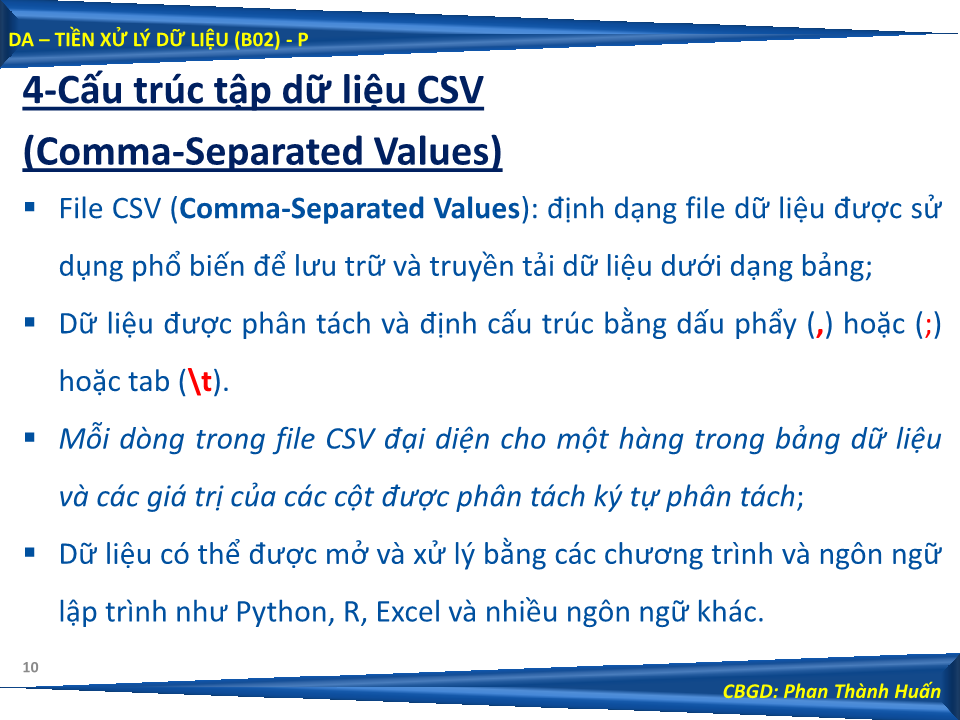 DA – TIỀN XỬ LÝ DỮ LIỆU (B02) - P
4-Cấu trúc tập dữ liệu CSV
(Comma-Separated Values)
▪ File CSV (Comma-Separated Values): định dạng file dữ liệu được sử
dụng phổ biến để lưu trữ và truyền tải dữ liệu dưới dạng bảng;
▪ Dữ liệu được phân tách và định cấu trúc bằng dấu phẩy (,) hoặc (;)
hoặc tab (\t).
▪ Mỗi dòng trong file CSV đại diện cho một hàng trong bảng dữ liệu
và các giá trị của các cột được phân tách ký tự phân tách;
▪ Dữ liệu có thể được mở và xử lý bằng các chương trình và ngôn ngữ
lập trình như Python, R, Excel và nhiều ngôn ngữ khác.
10
CBGD: Phan Thành Huấn